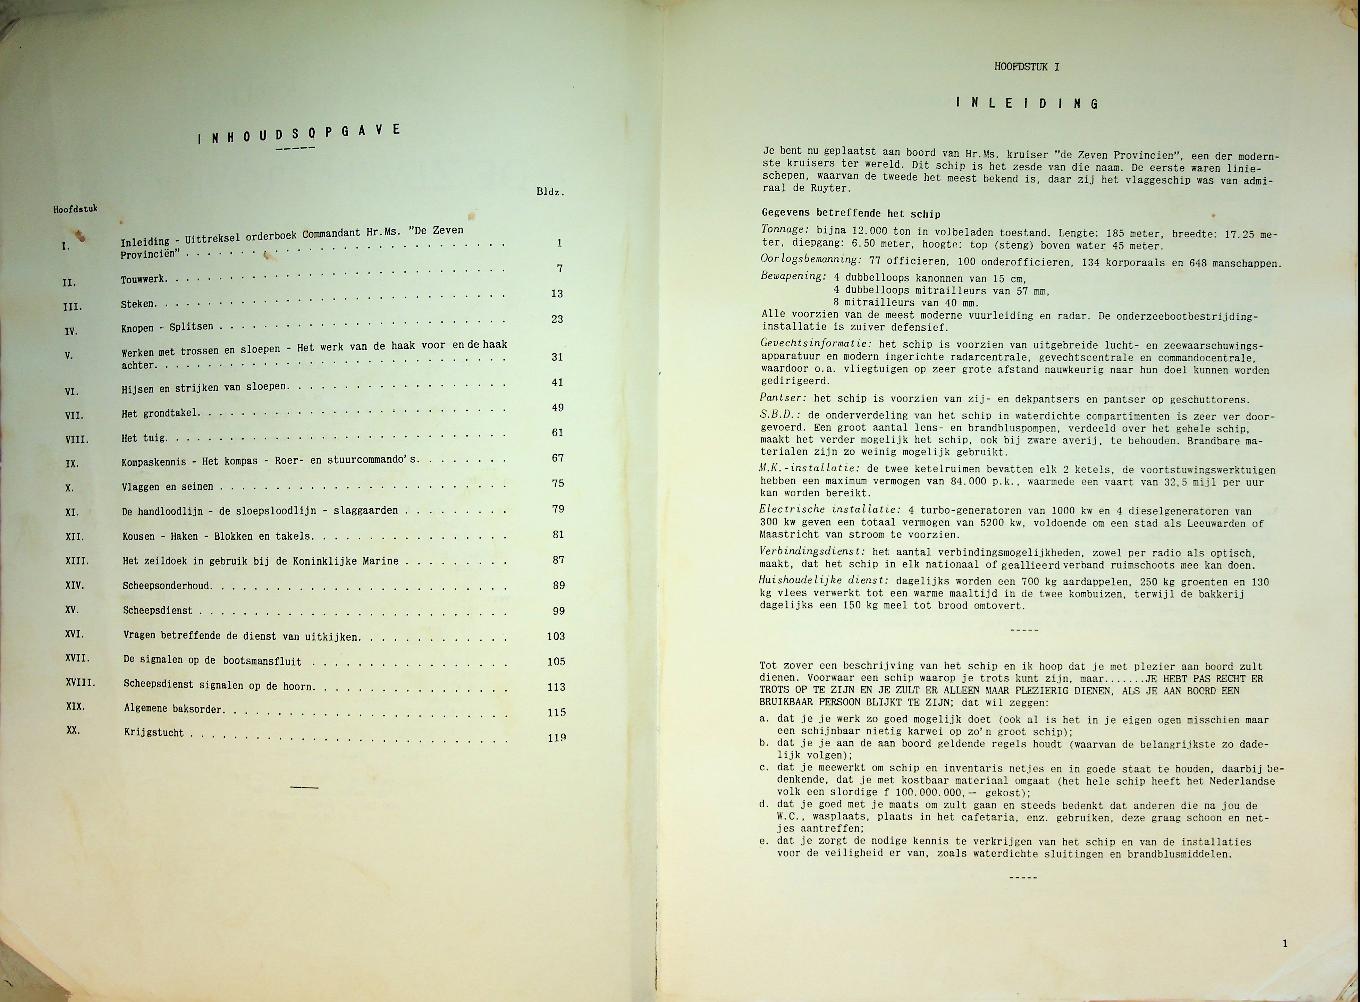 INHOUDSOPGAVE
Bldz.
Hoofdstuk
I. Inleiding - Uittreksel orderboek Commandant Hr.Ms. "De Zeven
Provinciën" . . . . . . . . . . . . . . . . . . . . . . 1
II. Touwwerk. . . . . . . . . . . . . . . . . . . . . . . . 7
III. Steken. . . . . . . . . . . . . . . . . . . . . . . . . 13
IV. Knopen - Splitsen . . . . . . . . . . . . . . . . . . . . 23
V. Werken met trossen en sloepen - Het werk van de haak voor en de haak
achter. . . . . . . . . . . . . . . . . . . . . . . . . 31
VI. Hijsen en strijken van sloepen. . . . . . . . . . . . . . . . 41
VII. Het grondtakel. . . . . . . . . . . . . . . . . . . . . . 49
VIII. Het tuig. . . . . . . . . . . . . . . . . . . . . . . . 61
IX. Kompaskennis - Het kompas - Roer- en stuurcommando's. . . . . . . . 67
X. Vlaggen en seinen . . . . . . . . . . . . . . . . . . . . 75
XI. De handloodlijn - de sloepsloodlijn - slaggaarden . . . . . . . . . 79
XII. Kousen - Haken - Blokken en takels. . . . . . . . . . . . . . 81
XIII. Het zeildoek in gebruik bij de Koninklijke Marine . . . . . . . . . 87
XIV. Scheepsonderhoud. . . . . . . . . . . . . . . . . . . . . 89
XV. Scheepsdienst . . . . . . . . . . . . . . . . . . . . . . 99
XVI. Vragen betreffende de dienst van uitkijken. . . . . . . . . . . 103
XVII. De signalen op de bootsmansfluit . . . . . . . . . . . . . . 105
XVIII. Scheepsdienst signalen op de hoorn. . . . . . . . . . . . . . 113
XIX. Algemene baksorder. . . . . . . . . . . . . . . . . . . . 115
XX. Krijgstucht . . . . . . . . . . . . . . . . . . . . . . . 119
HOOFDSTUK I
INLEIDING
Je bent nu geplaatst aan boord van Hr.Ms. kruiser "de Zeven Provincien", een der modern-
ste kruisers ter wereld. Dit schip is het zesde van die naam. De eerste waren linie-
schepen, waarvan de tweede het meest bekend is, daar zij het vlaggeschip was van admi-
raal de Ruyter.
Gegevens betreffende het schip
Tonnage: bijna 12.000 ton in volbeladen toestand. Lengte: 185 meter, breedte: 17.25 me-
ter, diepgang: 6.50 meter, hoogte: top (steng) boven water 45 meter.
Oorlogsbemanning: 77 officieren, 100 onderofficieren, 134 korporaals en 648 manschappen.
Bewapening: 4 dubbelloops kanonnen van 15 cm,
4 dubbelloops mitrailleurs van 57 mm,
8 mitrailleurs van 40 mm.
Alle voorzien van de meest moderne vuurleiding en radar. De onderzeebootbestrijding-
installatie is zuiver defensief.
Gevechtsinformatie: het schip is voorzien van uitgebreide lucht- en zeewaarschuwings-
apparatuur en modern ingerichte radarcentrale, gevechtscentrale en commandocentrale,
waardoor o.a. vliegtuigen op zeer grote afstand nauwkeurig naar hun doel kunnen worden
gedirigeerd.
Pantser: het schip is voorzien van zij- en dekpantsers en pantser op geschuttorens.
S.B.D.: de onderverdeling van het schip in waterdichte compartimenten is zeer ver door-
gevoerd. Een groot aantal lens- en brandbluspompen, verdeeld over het gehele schip,
maakt het verder mogelijk het schip, ook bij zware averij, te behouden. Brandbare ma-
terialen zijn zo weinig mogelijk gebruikt.
M.K.-installatie: de twee ketelruimen bevatten elk 2 ketels, de voortstuwingswerktuigen
hebben een maximum vermogen van 84.000 p.k., waarmede een vaart van 32,5 mijl per uur
kan worden bereikt.
Electrische installatie: 4 turbo-generatoren van 1000 kw en 4 dieselgeneratoren van
300 kw geven een totaal vermogen van 5200 kw, voldoende om een stad als Leeuwarden of
Maastricht van stroom te voorzien.
Verbindingsdienst: het aantal verbindingsmogelijkheden, zowel per radio als optisch,
maakt, dat het schip in elk nationaal of geallieerd verband ruimschoots mee kan doen.
Huishoudelijke dienst: dagelijks worden een 700 kg aardappelen, 250 kg groenten en 130
kg vlees verwerkt tot een warme maaltijd in de twee kombuizen, terwijl de bakkerij
dagelijks een 150 kg meel tot brood omtovert.
-----
Tot zover een beschrijving van het schip en ik hoop dat je met plezier aan boord zult
dienen. Voorwaar een schip waarop je trots kunt zijn, maar.......JE HEBT PAS RECHT ER
TROTS OP TE ZIJN EN JE ZULT ER ALLEEN MAAR PLEZIERIG DIENEN, ALS JE AAN BOORD EEN
BRUIKBAAR PERSOON BLIJKT TE ZIJN; dat wil zeggen:
a. dat je je werk zo goed mogelijk doet (ook al is het in je eigen ogen misschien maar
een schijnbaar nietig karwei op zo'n groot schip);
b. dat je je aan de aan boord geldende regels houdt (waarvan de belangrijkste zo dade-
lijk volgen);
c. dat je meewerkt om schip en inventaris netjes en in goede staat te houden, daarbij be-
denkende, dat je met kostbaar materiaal omgaat (het hele schip heeft het Nederlandse
volk een slordige f 100.000.000,— gekost);
d. dat je goed met je maats om zult gaan en steeds bedenkt dat anderen die na jou de
W.C., wasplaats, plaats in het cafetaria, enz. gebruiken, deze graag schoon en net-
jes aantreffen;
e. dat je zorgt de nodige kennis te verkrijgen van het schip en van de installaties
voor de veiligheid er van, zoals waterdichte sluitingen en brandblusmiddelen.
-----
1